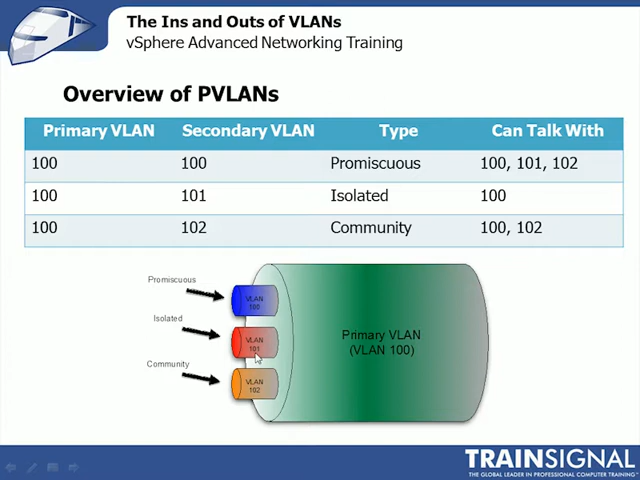 The Ins and Outs of VLANs
vSphere Advanced Networking Training
Overview of PVLANs
Primary VLAN Secondary VLAN Type Can Talk With
100 100 Promiscuous 100, 101, 102
100 101 Isolated 100
100 102 Community 100, 102
Promiscuous
VLAN
100
Isolated
VLAN
101
Community
VLAN
102
Primary VLAN
(VLAN 100)
TRAINSIGNAL
THE GLOBAL LEADER IN PROFESSIONAL COMPUTER TRAINING™